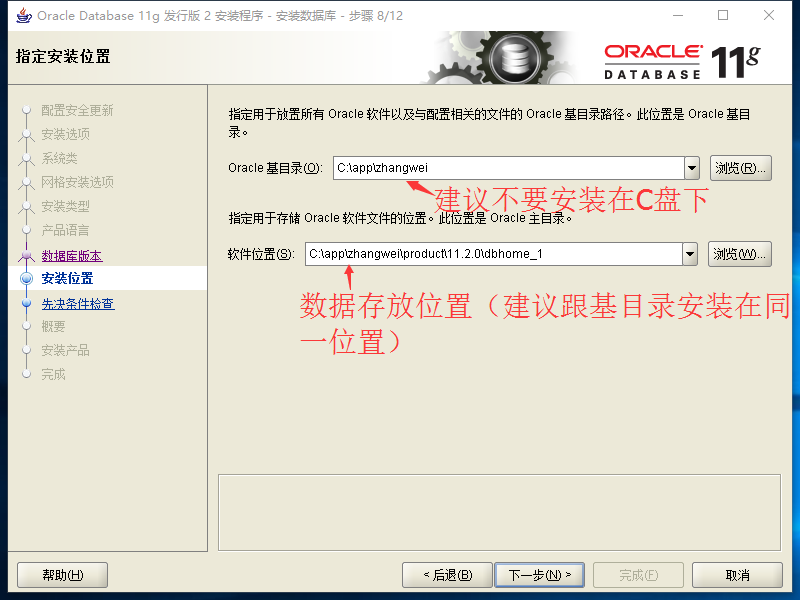 Oracle Database 11g 发行版 2 安装程序 - 安装数据库 - 步骤 8/12
指定安装位置
ORACLE
DATABASE 11g
配置安全更新
安装选项
系统类
网格安装选项
安装类型
产品语言
数据库版本
安装位置
先决条件检查
概要
安装产品
完成
指定用于放置所有 Oracle 软件以及与配置相关的文件的 Oracle 基目录路径。此位置是 Oracle 基目
录。
Oracle 基目录(O): C:\app\zhangwei 浏览(R)...
建议不要安装在C盘下
指定用于存储 Oracle 软件文件的位置。此位置是 Oracle 主目录。
软件位置(S): C:\app\zhangwei\product\11.2.0\dbhome_1 浏览(W)...
数据存放位置（建议跟基目录安装在同
一位置）
帮助(H) < 后退(B) 下一步(N) > 完成(F) 取消